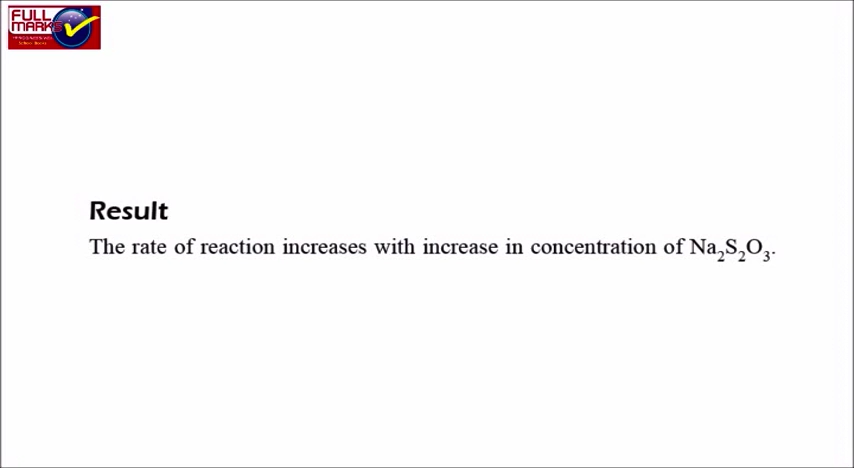 FULL
MARKS
Result
The rate of reaction increases with increase in concentration of Na₂S₂O₃.